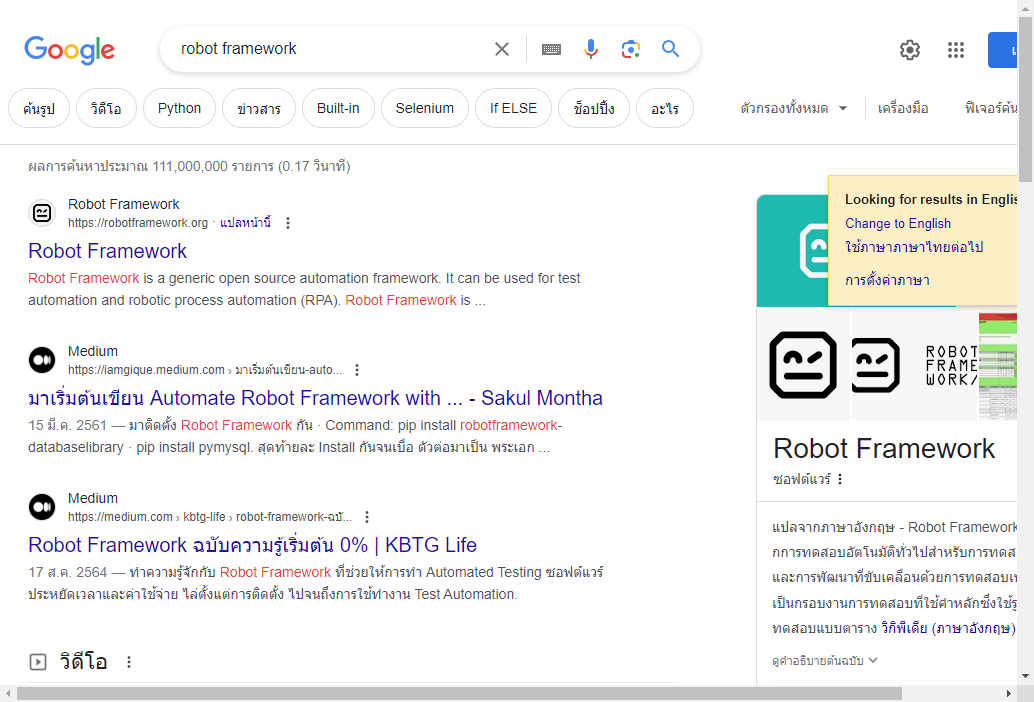 Google
robot framework
เ
ค้นรูป
วิดีโอ
Python
ข่าวสาร
Built-in
Selenium
If ELSE
ช็อปปิ้ง
อะไร
ตัวกรองทั้งหมด
เครื่องมือ
ฟีเจอร์ค้น
ผลการค้นหาประมาณ 111,000,000 รายการ (0.17 วินาที)
Robot Framework
https://robotframework.org · แปลหน้านี้
Robot Framework
Robot Framework is a generic open source automation framework. It can be used for test
automation and robotic process automation (RPA). Robot Framework is ...
Medium
https://iamgique.medium.com › มาเริ่มต้นเขียน-auto...
มาเริ่มต้นเขียน Automate Robot Framework with ... - Sakul Montha
15 มี.ค. 2561 — มาติดตั้ง Robot Framework กัน · Command: pip install robotframework-
databaselibrary · pip install pymysql. สุดท้ายละ Install กันจนเบื่อ ตัวต่อมาเป็น พระเอก ...
Medium
https://medium.com › kbtg-life › robot-framework-ฉบั...
Robot Framework ฉบับความรู้เริ่มต้น 0% | KBTG Life
17 ส.ค. 2564 — ทำความรู้จักกับ Robot Framework ที่ช่วยให้การทำ Automated Testing ซอฟต์แวร์
ประหยัดเวลาและค่าใช้จ่าย ไล่ตั้งแต่การติดตั้ง ไปจนถึงการใช้ทำงาน Test Automation.
วิดีโอ
Looking for results in Englis
Change to English
ใช้ภาษาภาษาไทยต่อไป
การตั้งค่าภาษา
ROBOT
FRAME
WORK/
Robot Framework
ซอฟต์แวร์
แปลจากภาษาอังกฤษ - Robot Framework
กการทดสอบอัตโนมัติทั่วไปสำหรับการทดส
และการพัฒนาที่ขับเคลื่อนด้วยการทดสอบเ
เป็นกรอบงานการทดสอบที่ใช้คำหลักซึ่งใช้รู
ทดสอบแบบตาราง วิกิพีเดีย (ภาษาอังกฤษ)
ดูคำอธิบายต้นฉบับ